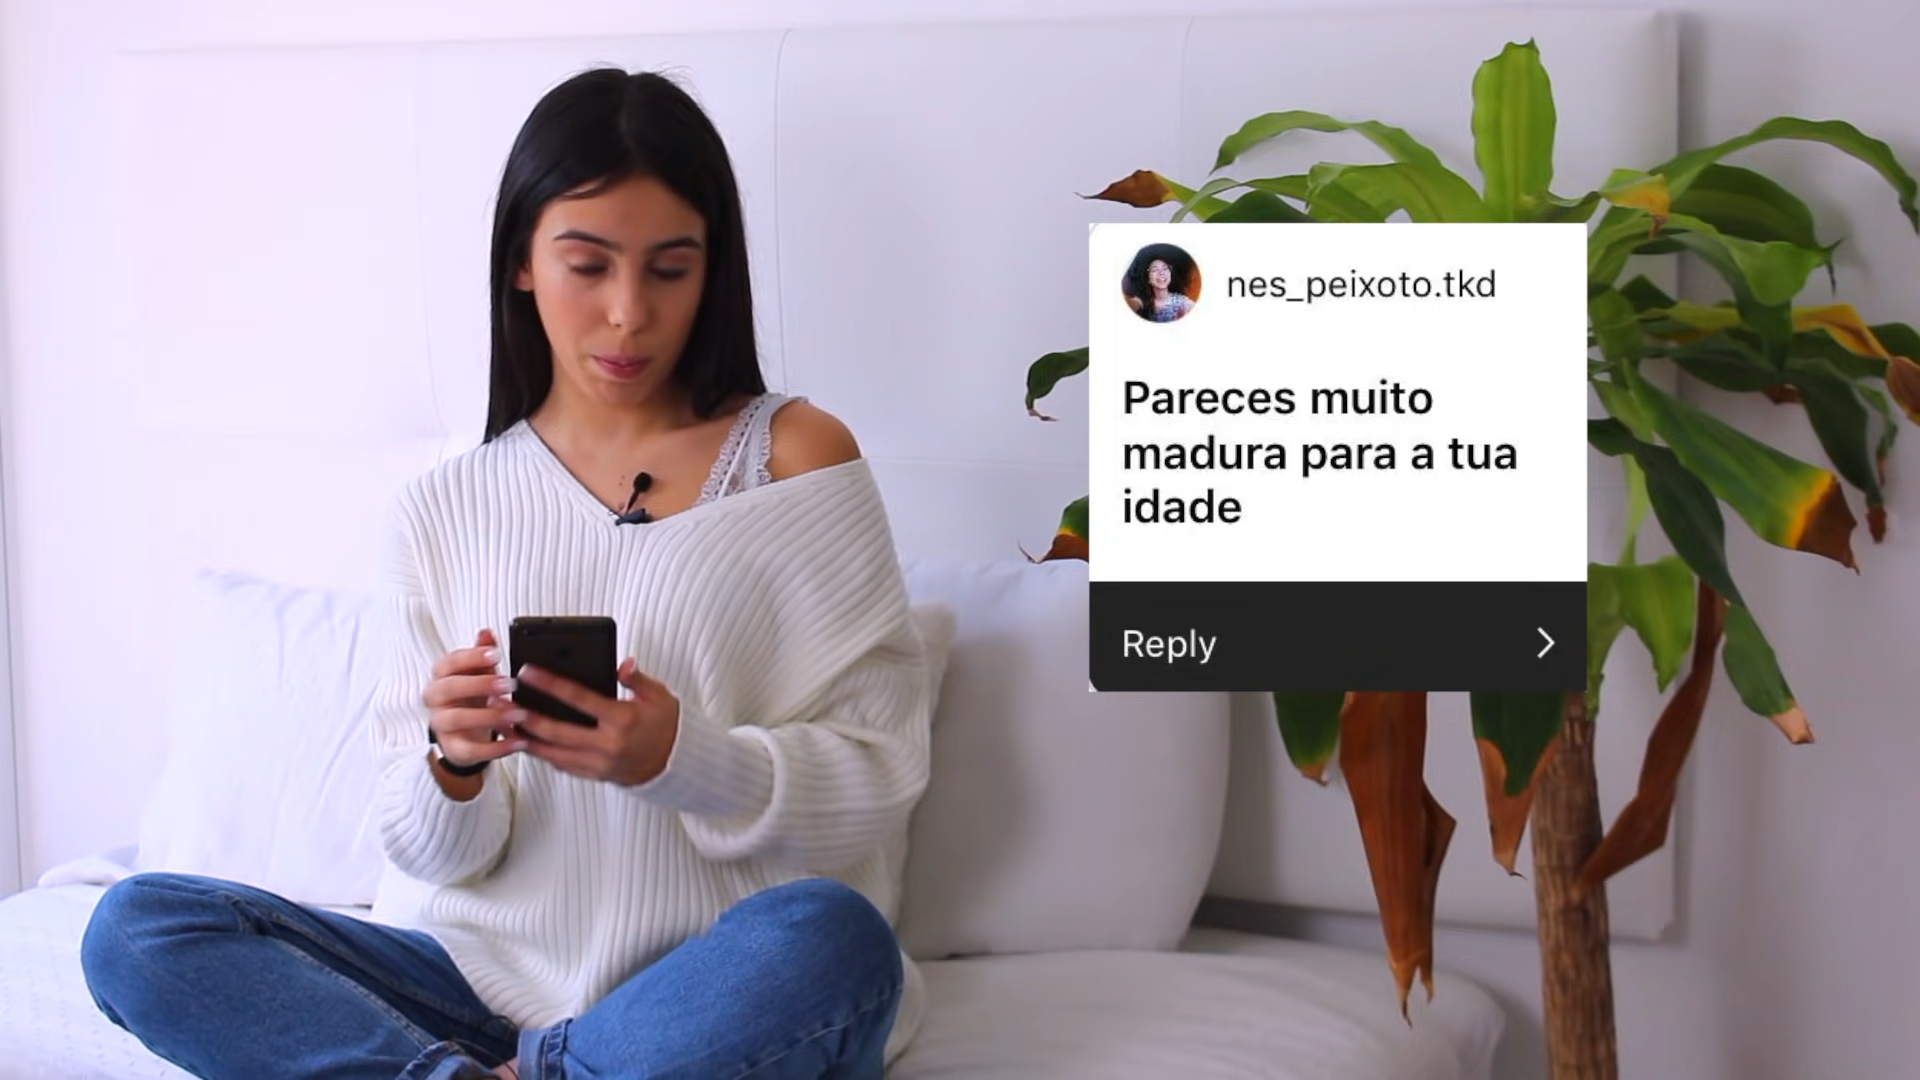 nes_peixoto.tkd
Pareces muito
madura para a tua
idade
Reply